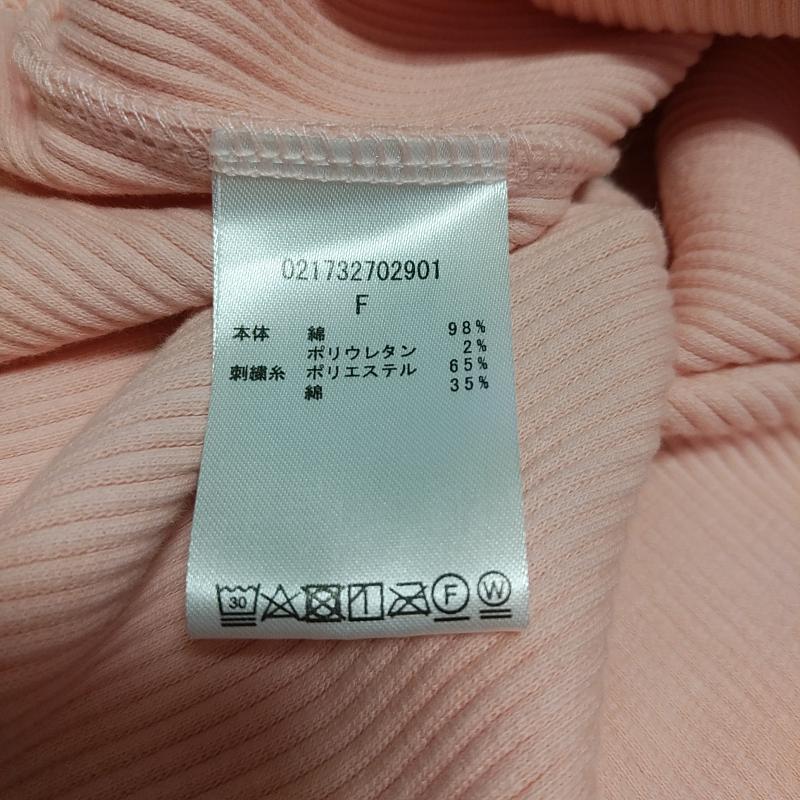 021732702901
F
本体 綿 98%
ポリウレタン 2%
刺繍糸 ポリエステル 65%
綿 35%
30 F W